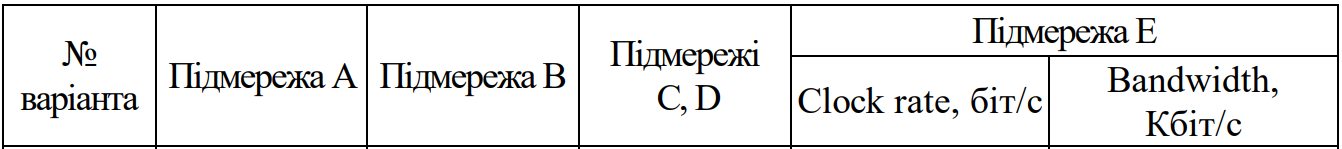 №
варіанта
Підмережа A
Підмережа B
Підмережі
C, D
Підмережа E
Clock rate, біт/с
Bandwidth,
Кбіт/с